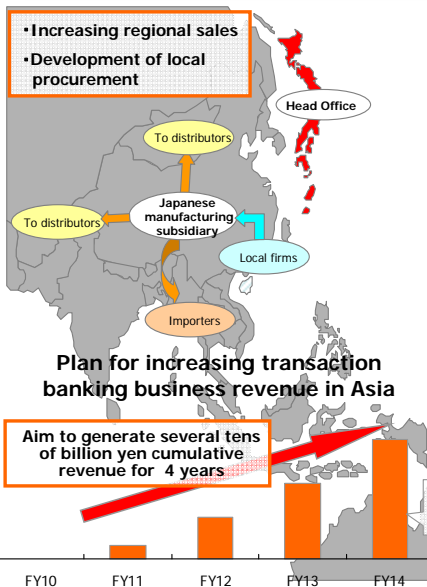 ・Increasing regional sales
・Development of local
procurement
Head Office
To distributors
Japanese
manufacturing
subsidiary
To distributors
Local firms
Importers
Plan for increasing transaction
banking business revenue in Asia
Aim to generate several tens
of billion yen cumulative
revenue for 4 years
FY10 FY11 FY12 FY13 FY14